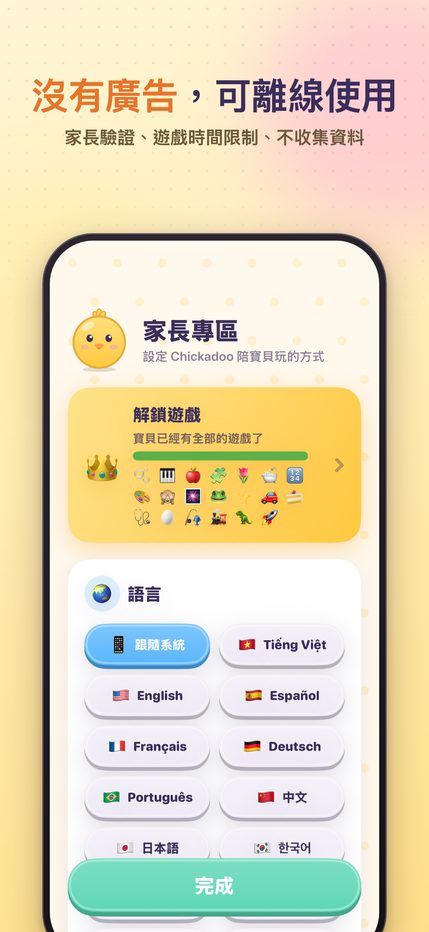 沒有廣告，可離線使用
家長驗證、遊戲時間限制、不收集資料
家長專區
設定 Chickadoo 陪寶貝玩的方式
解鎖遊戲
寶貝已經有全部的遊戲了
語言
跟隨系統
Tiếng Việt
English
Español
Français
Deutsch
Português
中文
日本語
한국어
完成